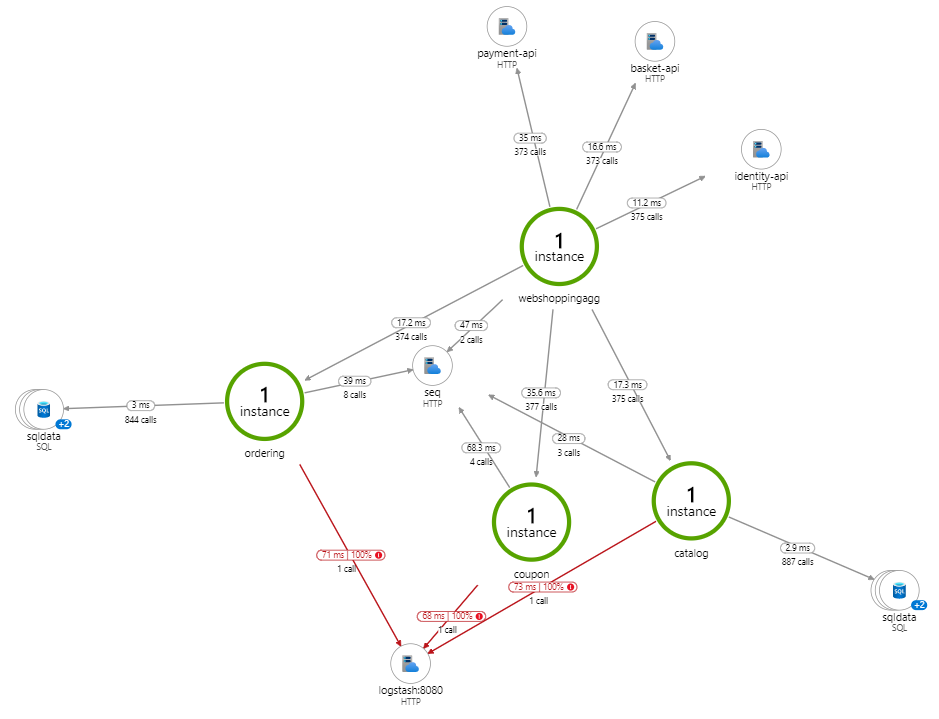 payment-api
HTTP
basket-api
HTTP
35 ms
373 calls
16.6 ms
373 calls
identity-api
HTTP
11.2 ms
375 calls
1
instance
webshoppingagg
17.2 ms
374 calls
47 ms
2 calls
seq
HTTP
39 ms
8 calls
1
instance
ordering
3 ms
844 calls
SQL
+2
sqldata
SQL
35.6 ms
377 calls
17.3 ms
375 calls
68.3 ms
4 calls
28 ms
3 calls
1
instance
coupon
1
instance
catalog
2.9 ms
887 calls
SQL
+2
sqldata
SQL
71 ms 100%
1 call
73 ms 100%
1 call
68 ms 100%
1 call
logstash:8080
HTTP